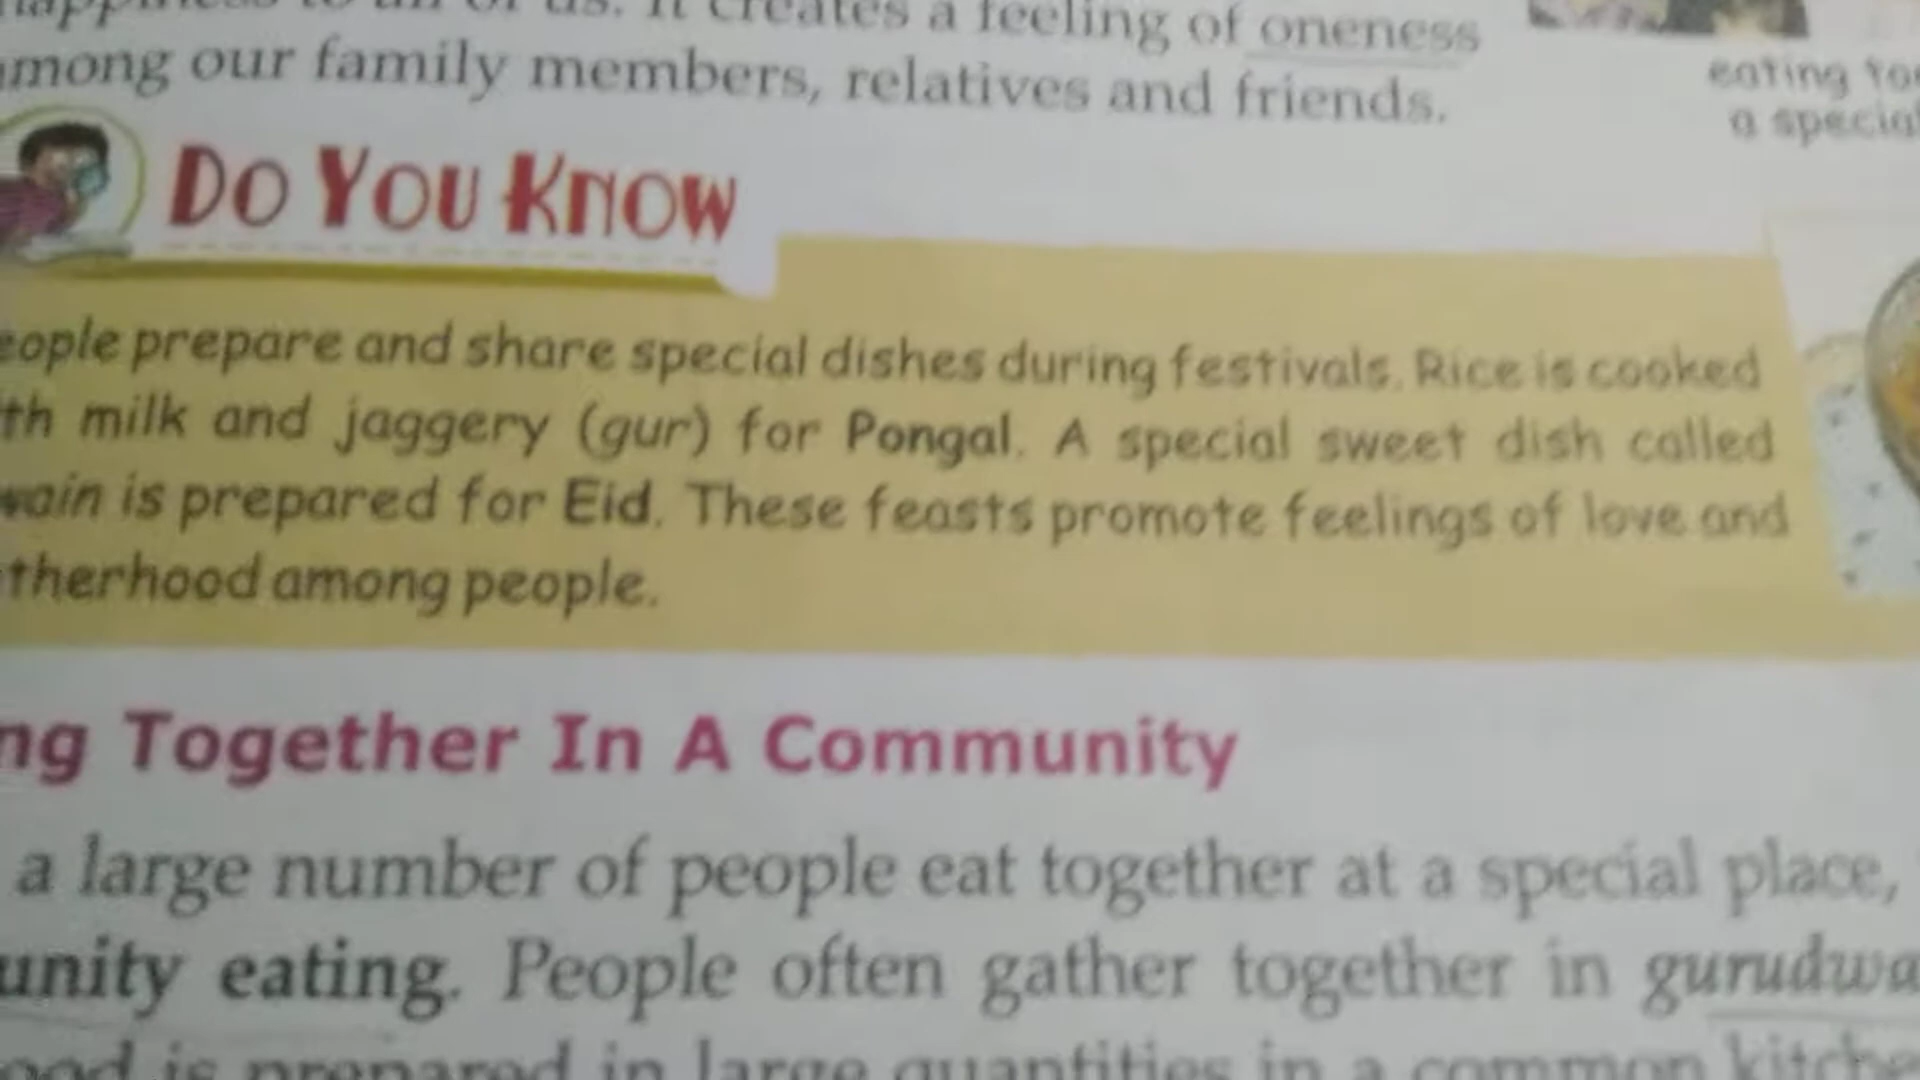 happiness to all of us. It creates a feeling of oneness
among our family members, relatives and friends.
eating
a special
Do You Know
eople prepare and share special dishes during festivals. Rice is cooked
th milk and jaggery (gur) for Pongal. A special sweet dish called
wain is prepared for Eid. These feasts promote feelings of love and
therhood among people.
ng Together In A Community
a large number of people eat together at a special place,
unity eating. People often gather together in gurudwa
ood is prepared in large quantities in a common kitche